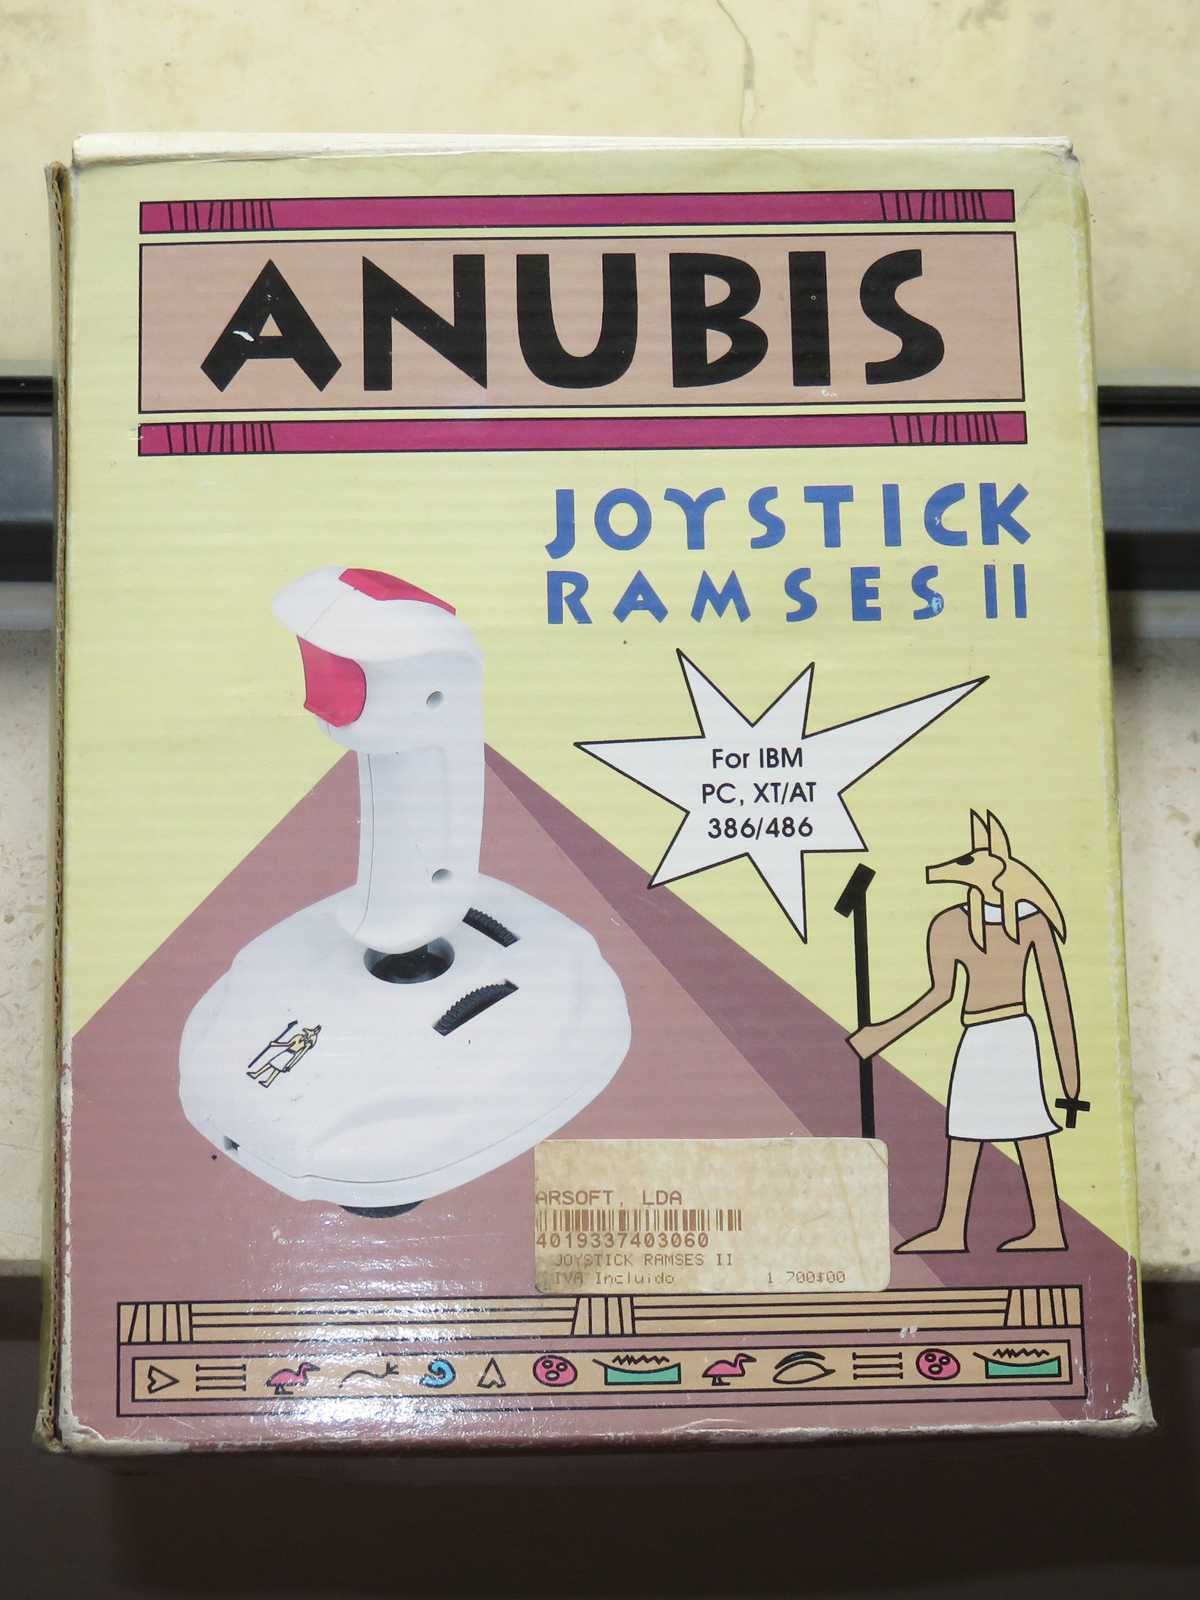 ANUBIS
JOYSTICK
RAMSES II
For IBM
PC, XT/AT
386/486
ARSOFT, LDA
4019337403060
JOYSTICK RAMSES II
IVA Incluido 1 700$00